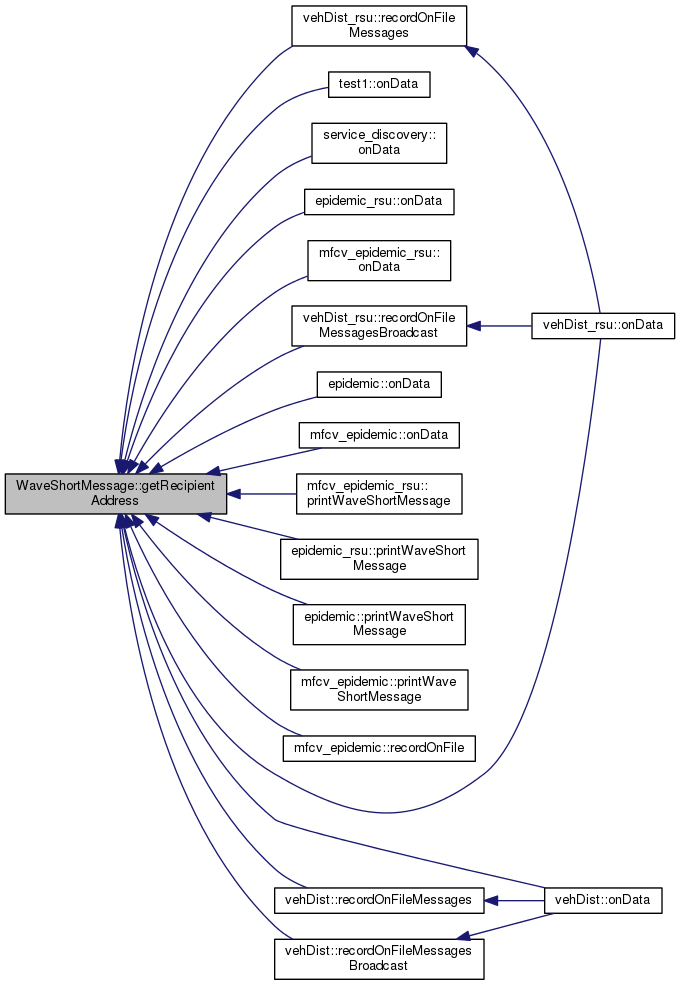 vehDist_rsu::recordOnFile
Messages
test1::onData
service_discovery::
onData
epidemic_rsu::onData
mfcv_epidemic_rsu::
onData
vehDist_rsu::recordOnFile
MessagesBroadcast
vehDist_rsu::onData
epidemic::onData
mfcv_epidemic::onData
WaveShortMessage::getRecipient
Address
mfcv_epidemic_rsu::
printWaveShortMessage
epidemic_rsu::printWaveShort
Message
epidemic::printWaveShort
Message
mfcv_epidemic::printWave
ShortMessage
mfcv_epidemic::recordOnFile
vehDist::recordOnFileMessages
vehDist::onData
vehDist::recordOnFileMessages
Broadcast